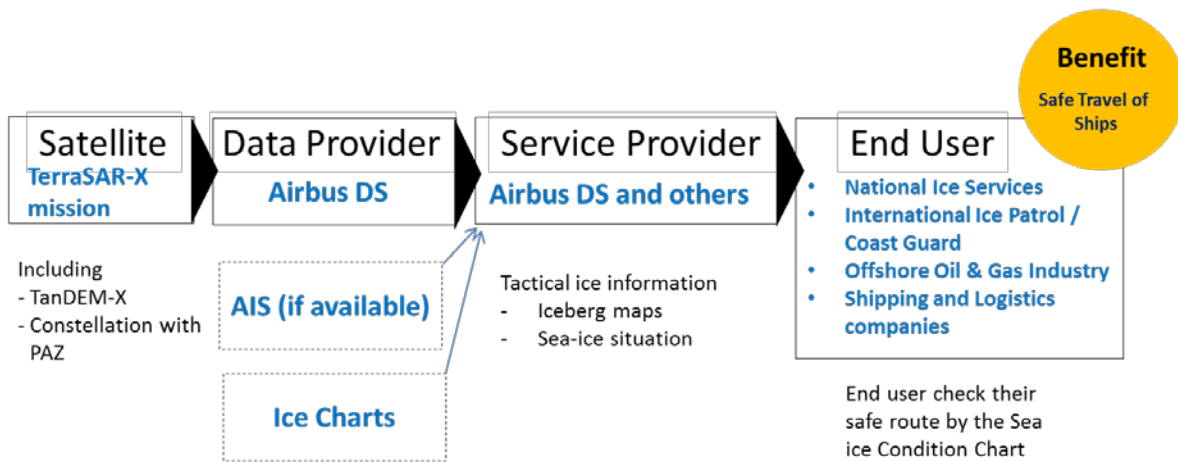 Benefit
Safe Travel of
Ships
Satellite
TerraSAR-X
mission
Including
- TanDEM-X
- Constellation with
PAZ
Data Provider
Airbus DS
AIS (if available)
Ice Charts
Service Provider
Airbus DS and others
Tactical ice information
- Iceberg maps
- Sea-ice situation
End User
• National Ice Services
• International Ice Patrol /
Coast Guard
• Offshore Oil & Gas Industry
• Shipping and Logistics
companies
End user check their
safe route by the Sea
ice Condition Chart